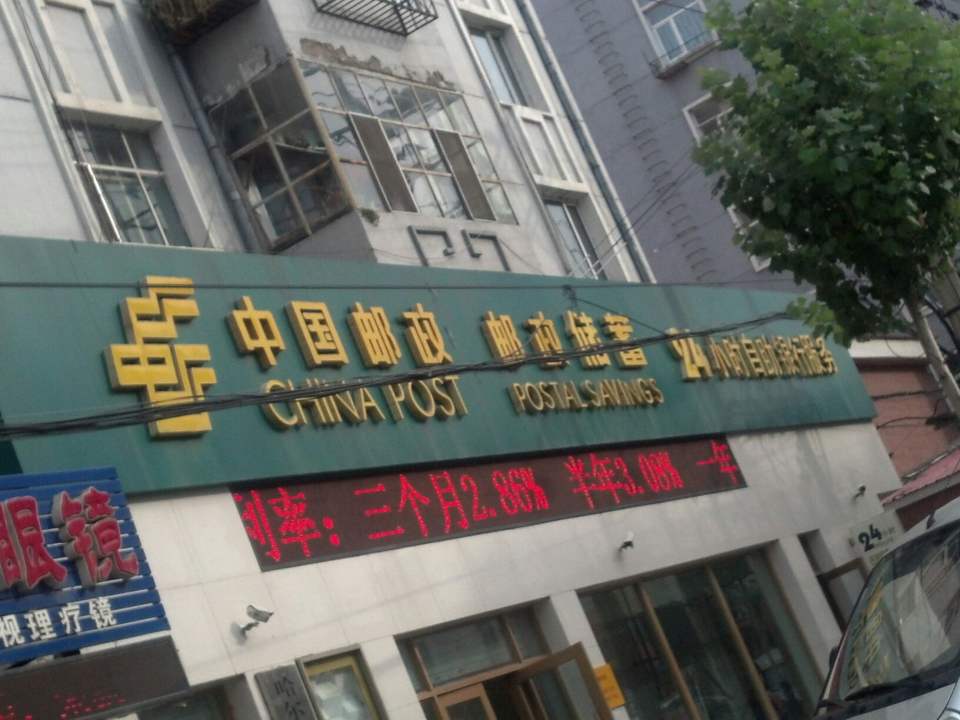 中国邮政 邮政储蓄 24小时自助银行服务
CHINA POST POSTAL SAVINGS
利率：三个月2.86% 半年3.08% 一年
眼镜
视理疗镜
24
哈尔